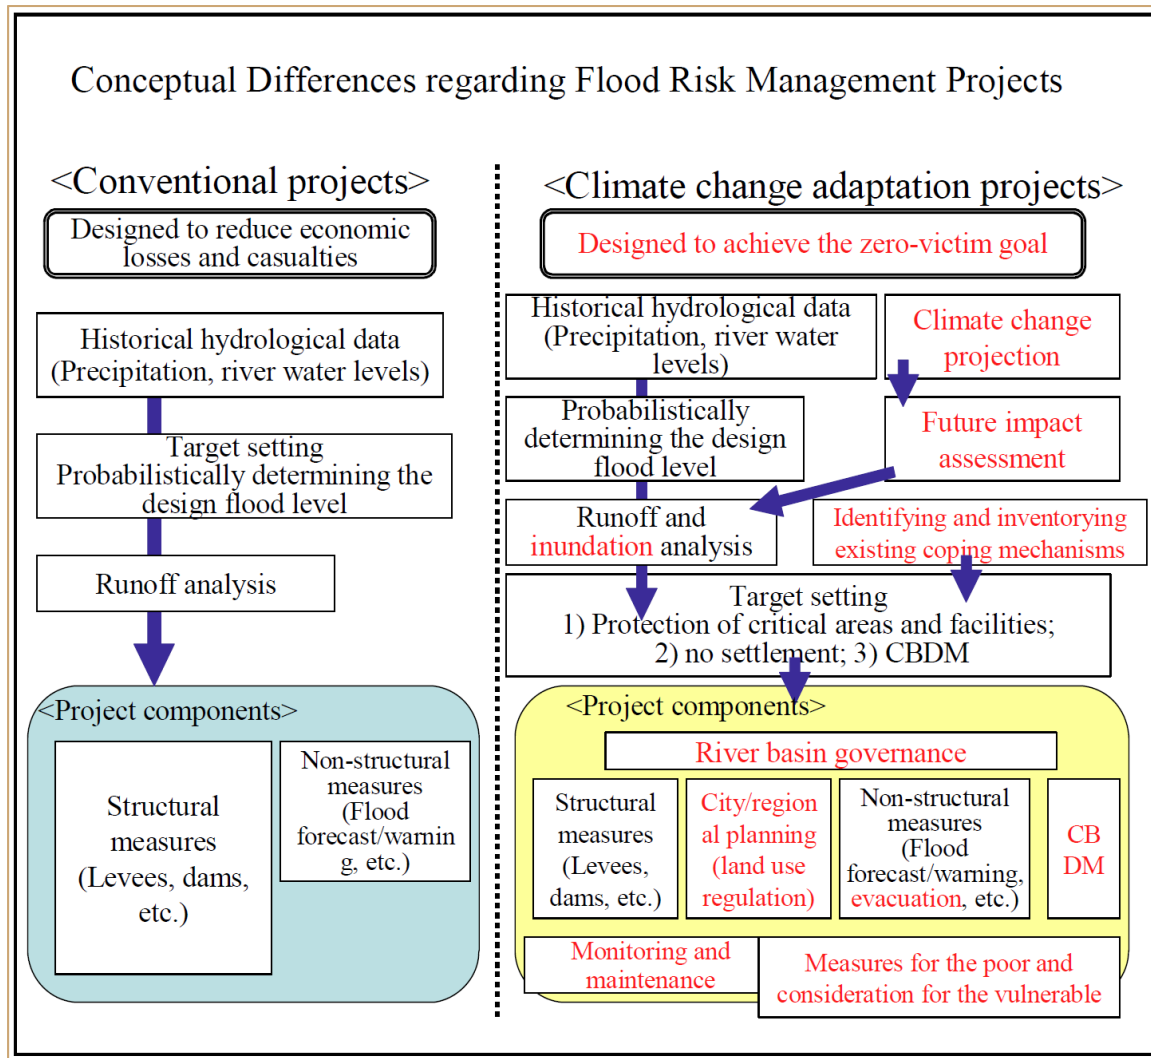 Conceptual Differences regarding Flood Risk Management Projects
<Conventional projects>
Designed to reduce economic
losses and casualties
Historical hydrological data
(Precipitation, river water levels)
Target setting
Probabilistically determining the
design flood level
Runoff analysis
<Project components>
Structural
measures
(Levees, dams,
etc.)
Non-structural
measures
(Flood
forecast/warnin
g, etc.)
<Climate change adaptation projects>
Designed to achieve the zero-victim goal
Historical hydrological data
(Precipitation, river water
levels)
Climate change
projection
Probabilistically
determining the design
flood level
Future impact
assessment
Runoff and
inundation analysis
Identifying and inventorying
existing coping mechanisms
Target setting
1) Protection of critical areas and facilities;
2) no settlement; 3) CBDM
<Project components>
River basin governance
Structural
measures
(Levees,
dams, etc.)
City/region
al planning
(land use
regulation)
Non-structural
measures
(Flood
forecast/warning,
evacuation, etc.)
CB
DM
Monitoring and
maintenance
Measures for the poor and
consideration for the vulnerable